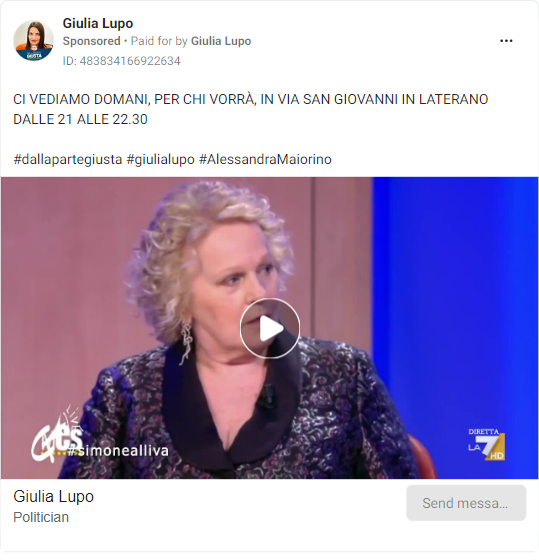 Giulia Lupo
Sponsored • Paid for by Giulia Lupo
ID: 483834166922634
CI VEDIAMO DOMANI, PER CHI VORRÀ, IN VIA SAN GIOVANNI IN LATERANO
DALLE 21 ALLE 22.30
#dallapartegiusta #giulialupo #AlessandraMaiorino
#simonealliva
DIRETTA
LA7 HD
Giulia Lupo
Politician
Send messa...